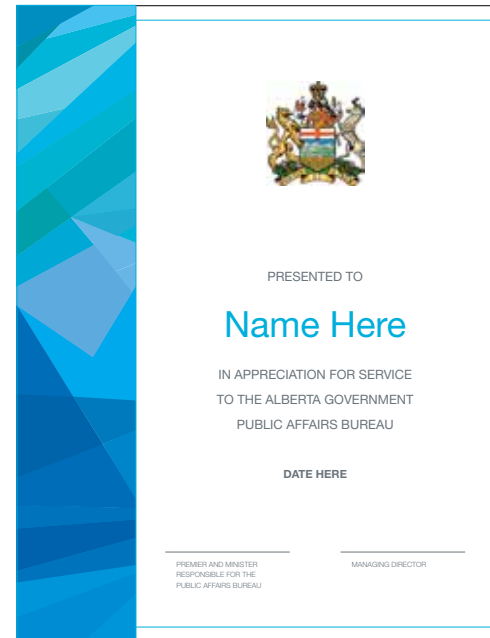 PRESENTED TO
Name Here
IN APPRECIATION FOR SERVICE
TO THE ALBERTA GOVERNMENT
PUBLIC AFFAIRS BUREAU
DATE HERE
PREMIER AND MINISTER
RESPONSIBLE FOR THE
PUBLIC AFFAIRS BUREAU
MANAGING DIRECTOR